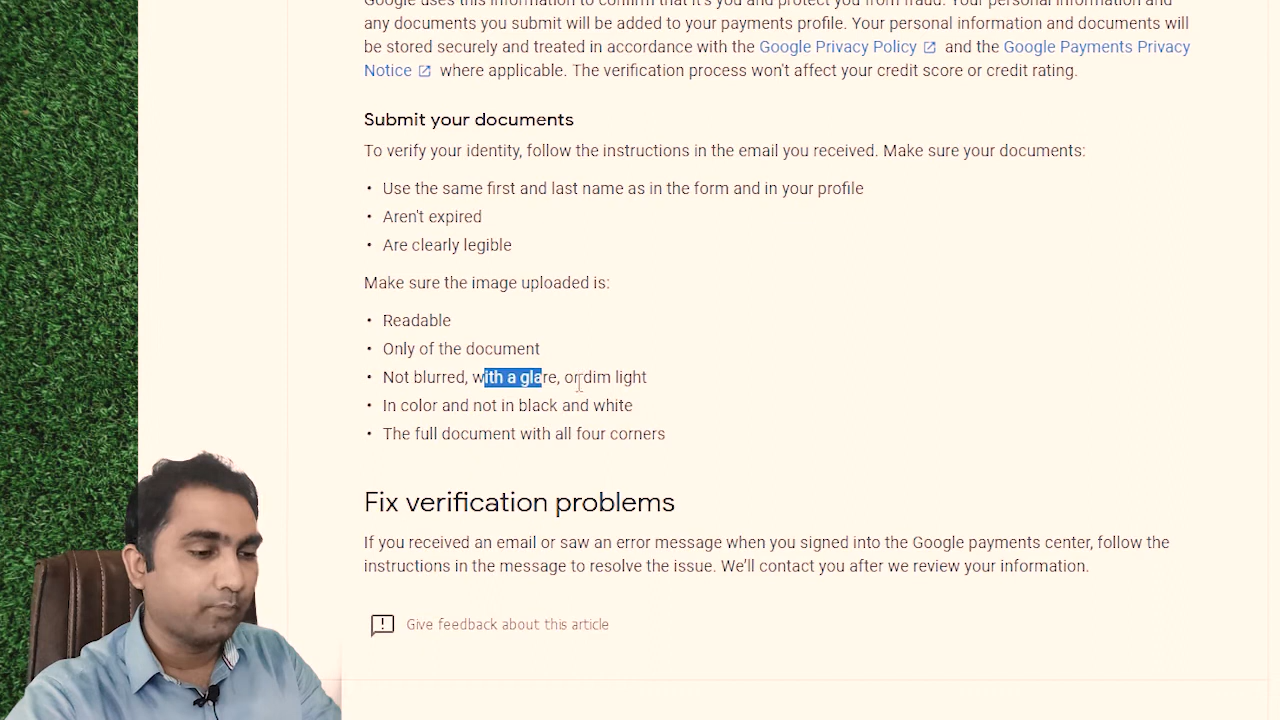 Google uses this information to confirm that it's you and protect you from fraud. Your personal information and
any documents you submit will be added to your payments profile. Your personal information and documents will
be stored securely and treated in accordance with the Google Privacy Policy and the Google Payments Privacy
Notice where applicable. The verification process won't affect your credit score or credit rating.
Submit your documents
To verify your identity, follow the instructions in the email you received. Make sure your documents:
• Use the same first and last name as in the form and in your profile
• Aren't expired
• Are clearly legible
Make sure the image uploaded is:
• Readable
• Only of the document
• Not blurred, with a glare, or dim light
• In color and not in black and white
• The full document with all four corners
Fix verification problems
If you received an email or saw an error message when you signed into the Google payments center, follow the
instructions in the message to resolve the issue. We'll contact you after we review your information.
Give feedback about this article